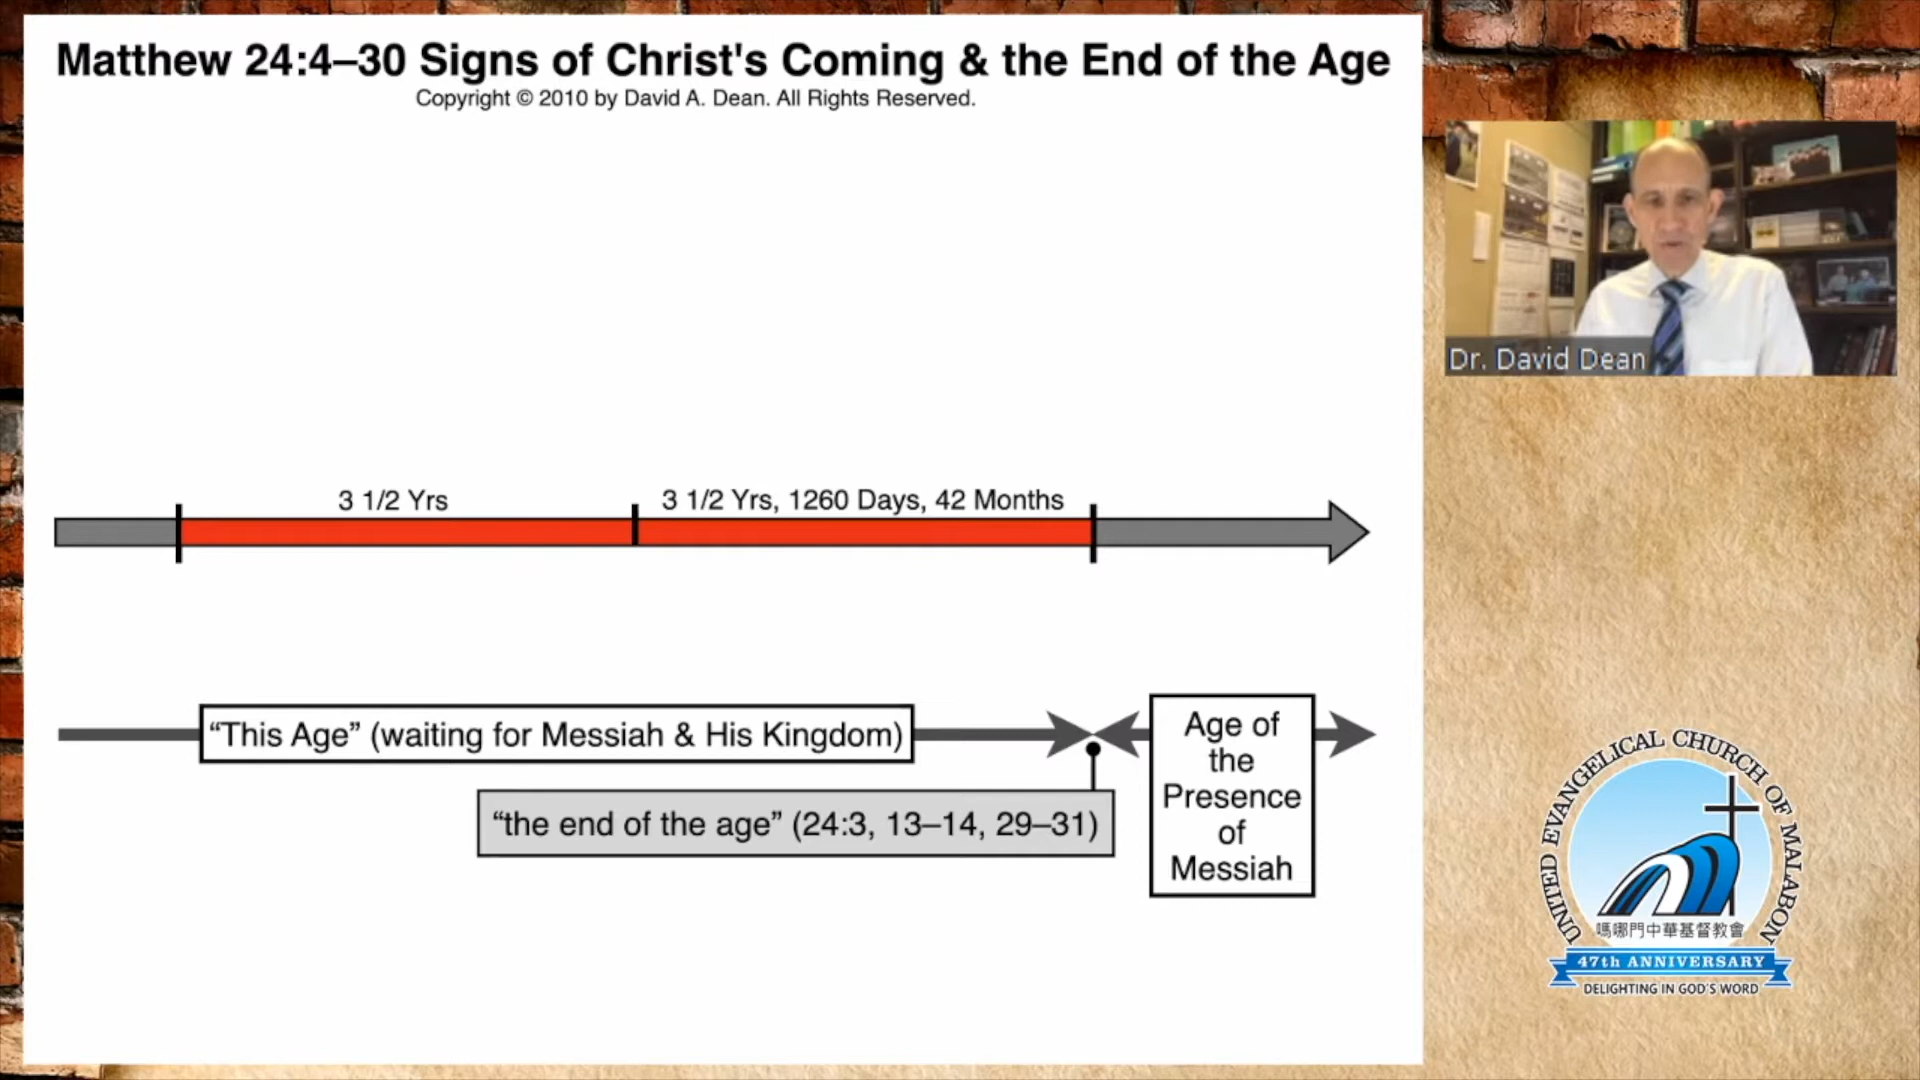 Matthew 24:4–30 Signs of Christ's Coming & the End of the Age
Copyright © 2010 by David A. Dean. All Rights Reserved.
3 1/2 Yrs
3 1/2 Yrs, 1260 Days, 42 Months
“This Age” (waiting for Messiah & His Kingdom)
“the end of the age” (24:3, 13–14, 29–31)
Age of
the
Presence
of
Messiah
Dr. David Dean
UNITED EVANGELICAL CHURCH OF MALABON
嗎哪門中華基督教會
47th ANNIVERSARY
DELIGHTING IN GOD'S WORD